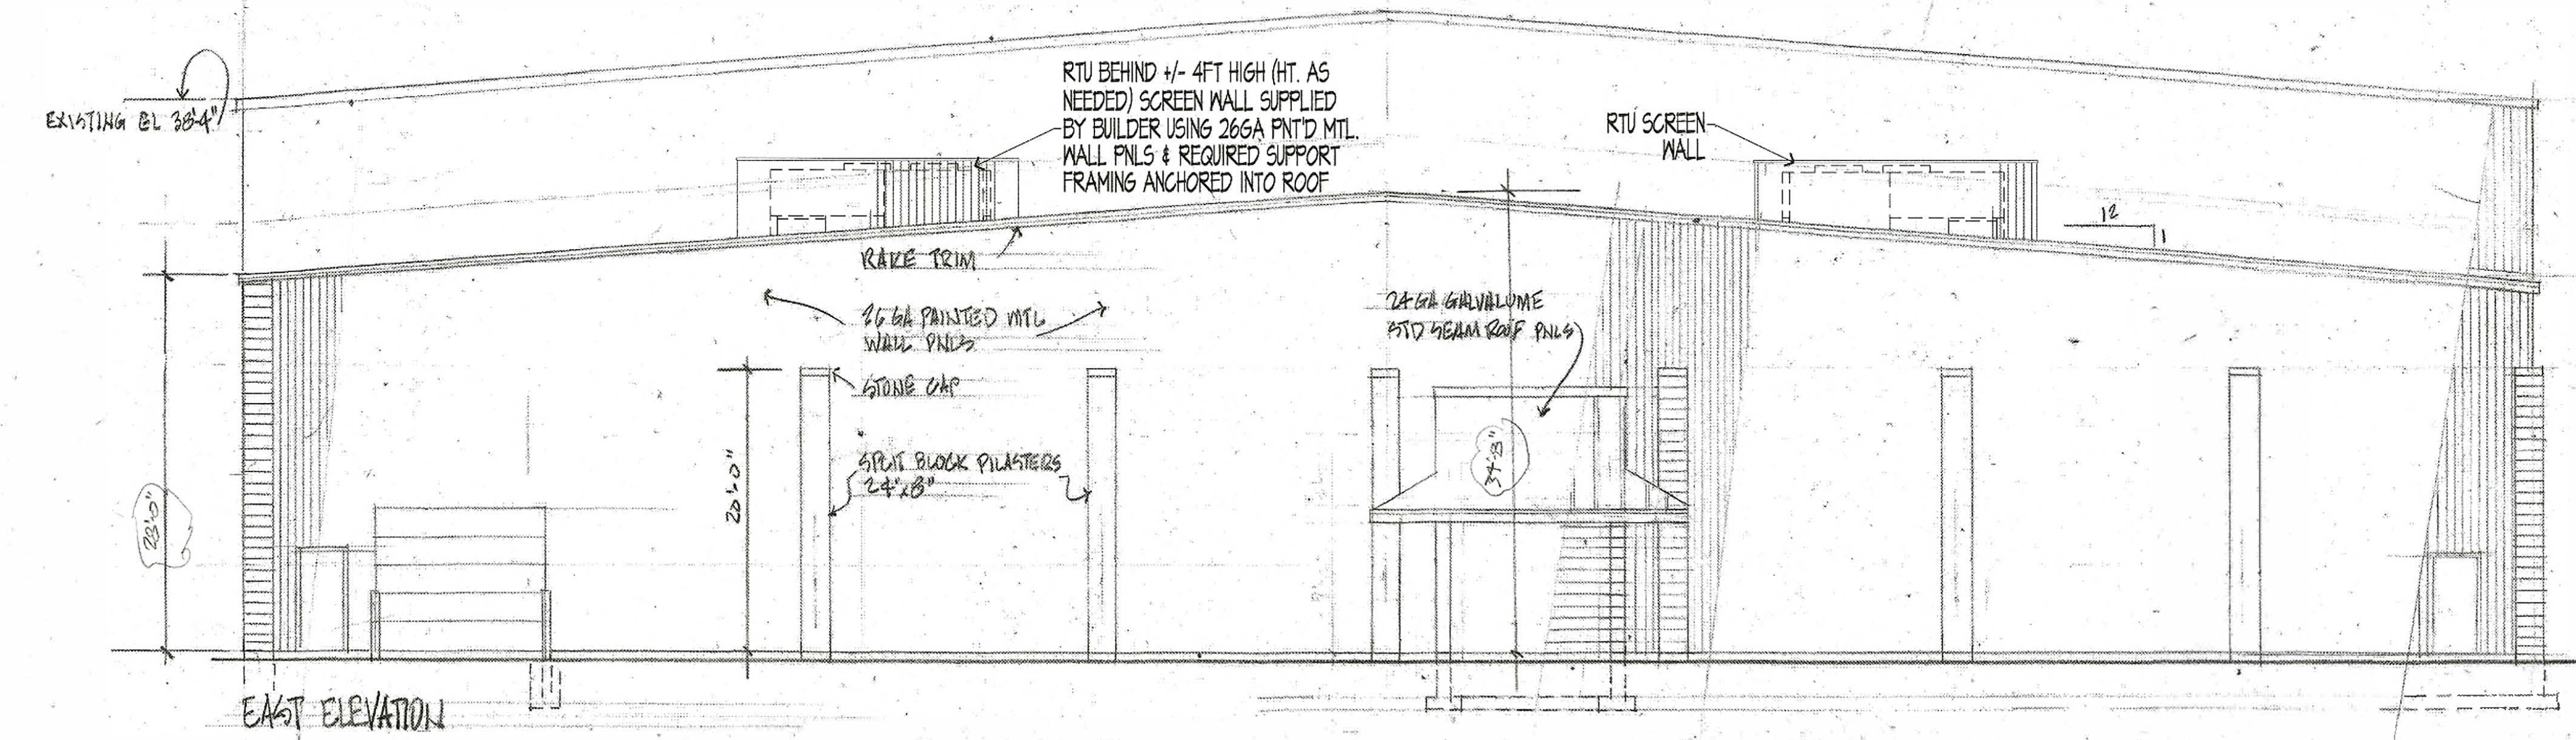 EXISTING EL 38'-4"
RTU BEHIND +/- 4FT HIGH (HT. AS
NEEDED) SCREEN WALL SUPPLIED
BY BUILDER USING 26GA PNT'D MTL.
WALL PNLS & REQUIRED SUPPORT
FRAMING ANCHORED INTO ROOF
RTU SCREEN
WALL
12
1
RAKE TRIM
26 GA PAINTED MTL
WALL PNLS
24 GA GALVALUME
STD SEAM ROOF PNLS
STONE CAP
SPLIT BLOCK PILASTERS
24"x8"
20'-0"
34'-8"
EAST ELEVATION